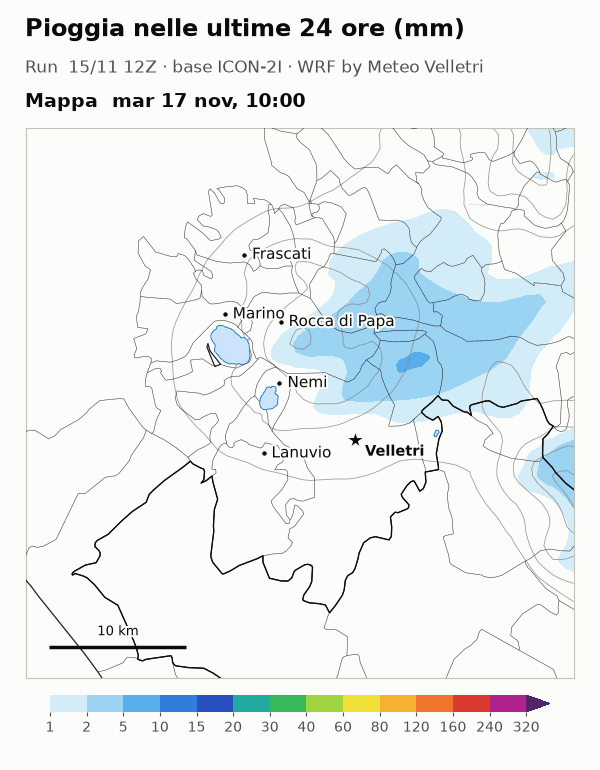 Pioggia nelle ultime 24 ore (mm)
Run 15/11 12Z · base ICON-2I · WRF by Meteo Velletri
Mappa mar 17 nov, 10:00
Frascati
Marino
Rocca di Papa
Nemi
Velletri
Lanuvio
10 km
1 2 5 10 15 20 30 40 60 80 120 160 240 320